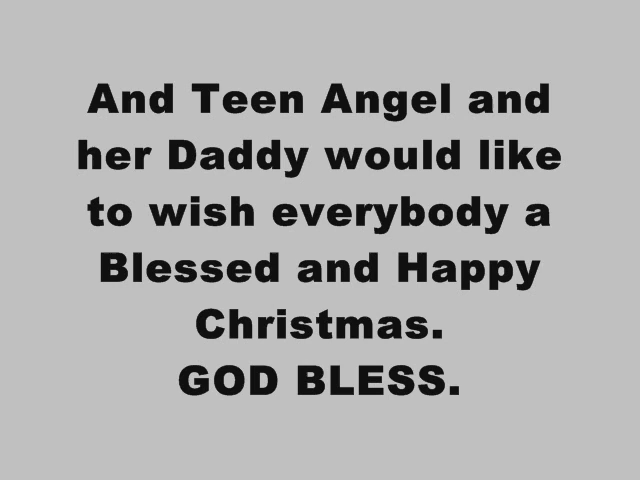 And Teen Angel and
her Daddy would like
to wish everybody a
Blessed and Happy
Christmas.
GOD BLESS.